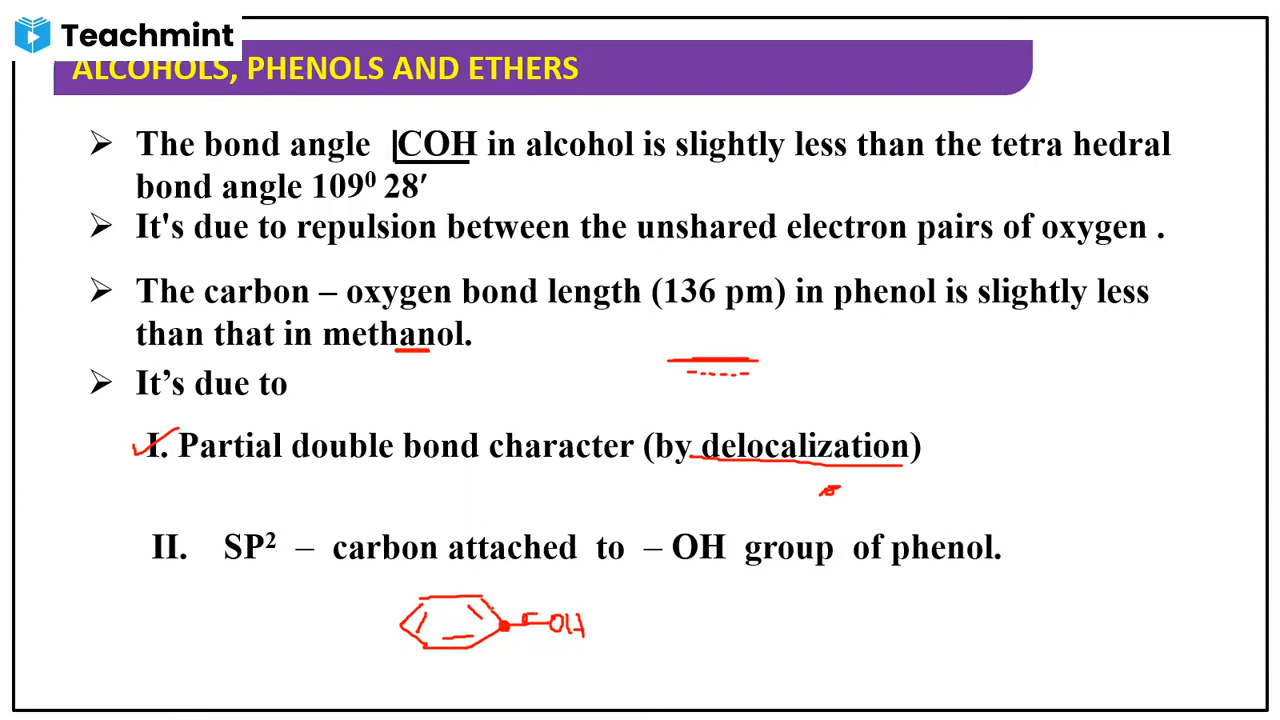 Teachmint
ALCOHOLS, PHENOLS AND ETHERS
➢ The bond angle COH in alcohol is slightly less than the tetra hedral
bond angle 109⁰ 28′
➢ It's due to repulsion between the unshared electron pairs of oxygen .
➢ The carbon – oxygen bond length (136 pm) in phenol is slightly less
than that in methanol.
➢ It’s due to
I. Partial double bond character (by delocalization)
II. SP² – carbon attached to – OH group of phenol.
OH